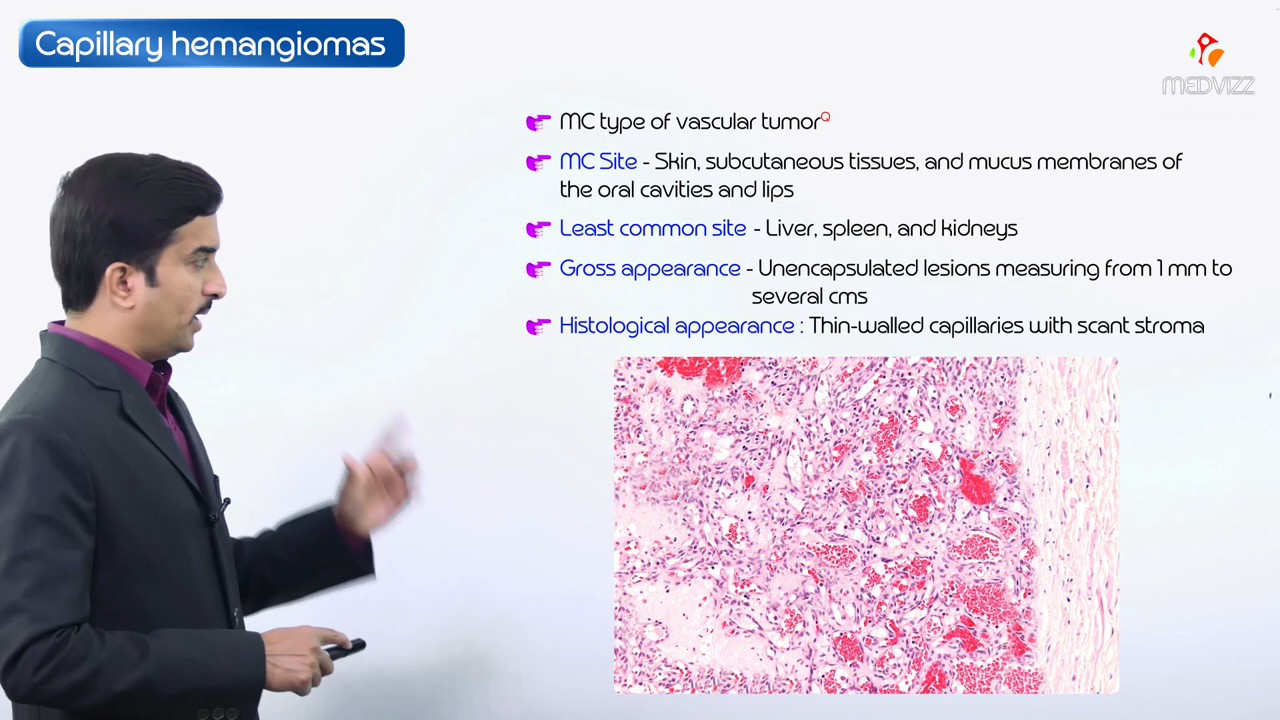 Capillary hemangiomas
MEDVIZZ
MC type of vascular tumorQ
MC Site - Skin, subcutaneous tissues, and mucus membranes of
the oral cavities and lips
Least common site - Liver, spleen, and kidneys
Gross appearance - Unencapsulated lesions measuring from 1 mm to
several cms
Histological appearance : Thin-walled capillaries with scant stroma